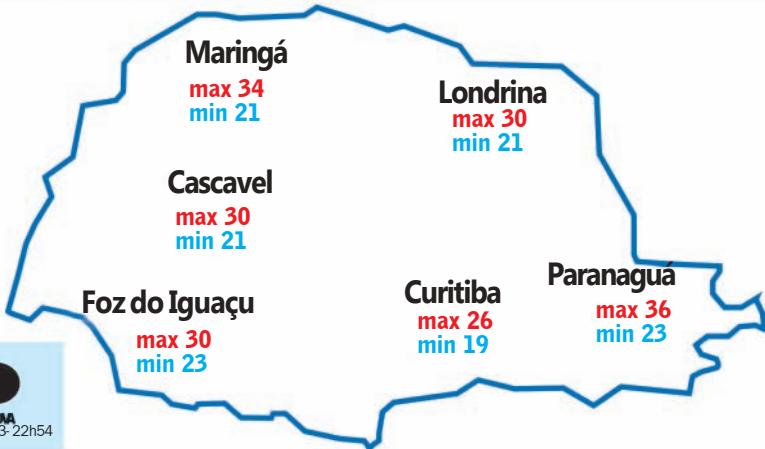 Maringá
max 34
min 21
Londrina
max 30
min 21
Cascavel
max 30
min 21
Foz do Iguaçu
max 30
min 23
Curitiba
max 26
min 19
Paranaguá
max 36
min 23
3-22h54